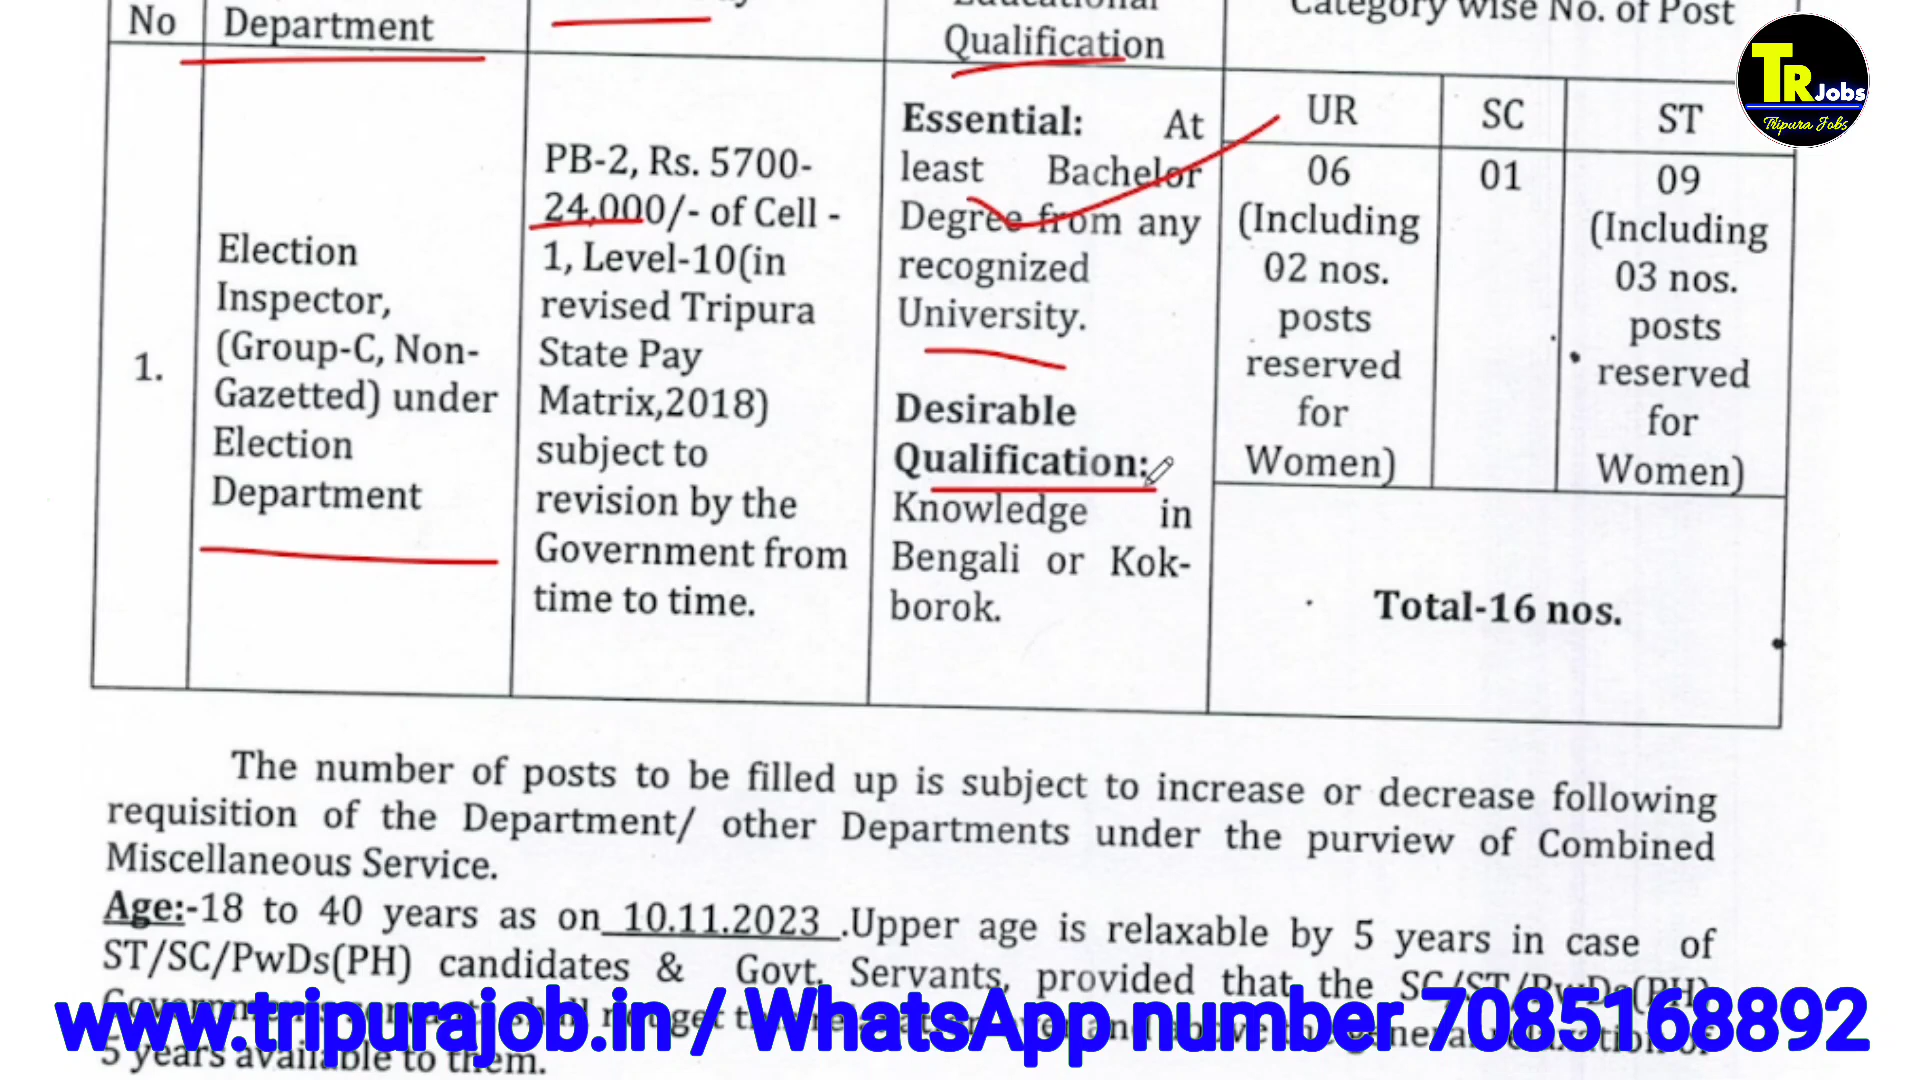 No
Department
Qualification
Category wise No. of Post
TR Jobs
Tripura Jobs
1.
Election
Inspector,
(Group-C, Non-
Gazetted) under
Election
Department
PB-2, Rs. 5700-
24,000/- of Cell -
1, Level-10(in
revised Tripura
State Pay
Matrix,2018)
subject to
revision by the
Government from
time to time.
Essential: At
least Bachelor
Degree from any
recognized
University.
Desirable
Qualification:
Knowledge in
Bengali or Kok-
borok.
UR SC ST
06
(Including
02 nos.
posts
reserved
for
Women)
01
09
(Including
03 nos.
posts
reserved
for
Women)
Total-16 nos.
The number of posts to be filled up is subject to increase or decrease following
requisition of the Department/ other Departments under the purview of Combined
Miscellaneous Service.
Age:-18 to 40 years as on 10.11.2023 .Upper age is relaxable by 5 years in case of
ST/SC/PwDs(PH) candidates & Govt. Servants, provided that the SC/ST/PwDs(PH)
www.tripurajob.in / WhatsApp number 7085168892
5 years available to them.